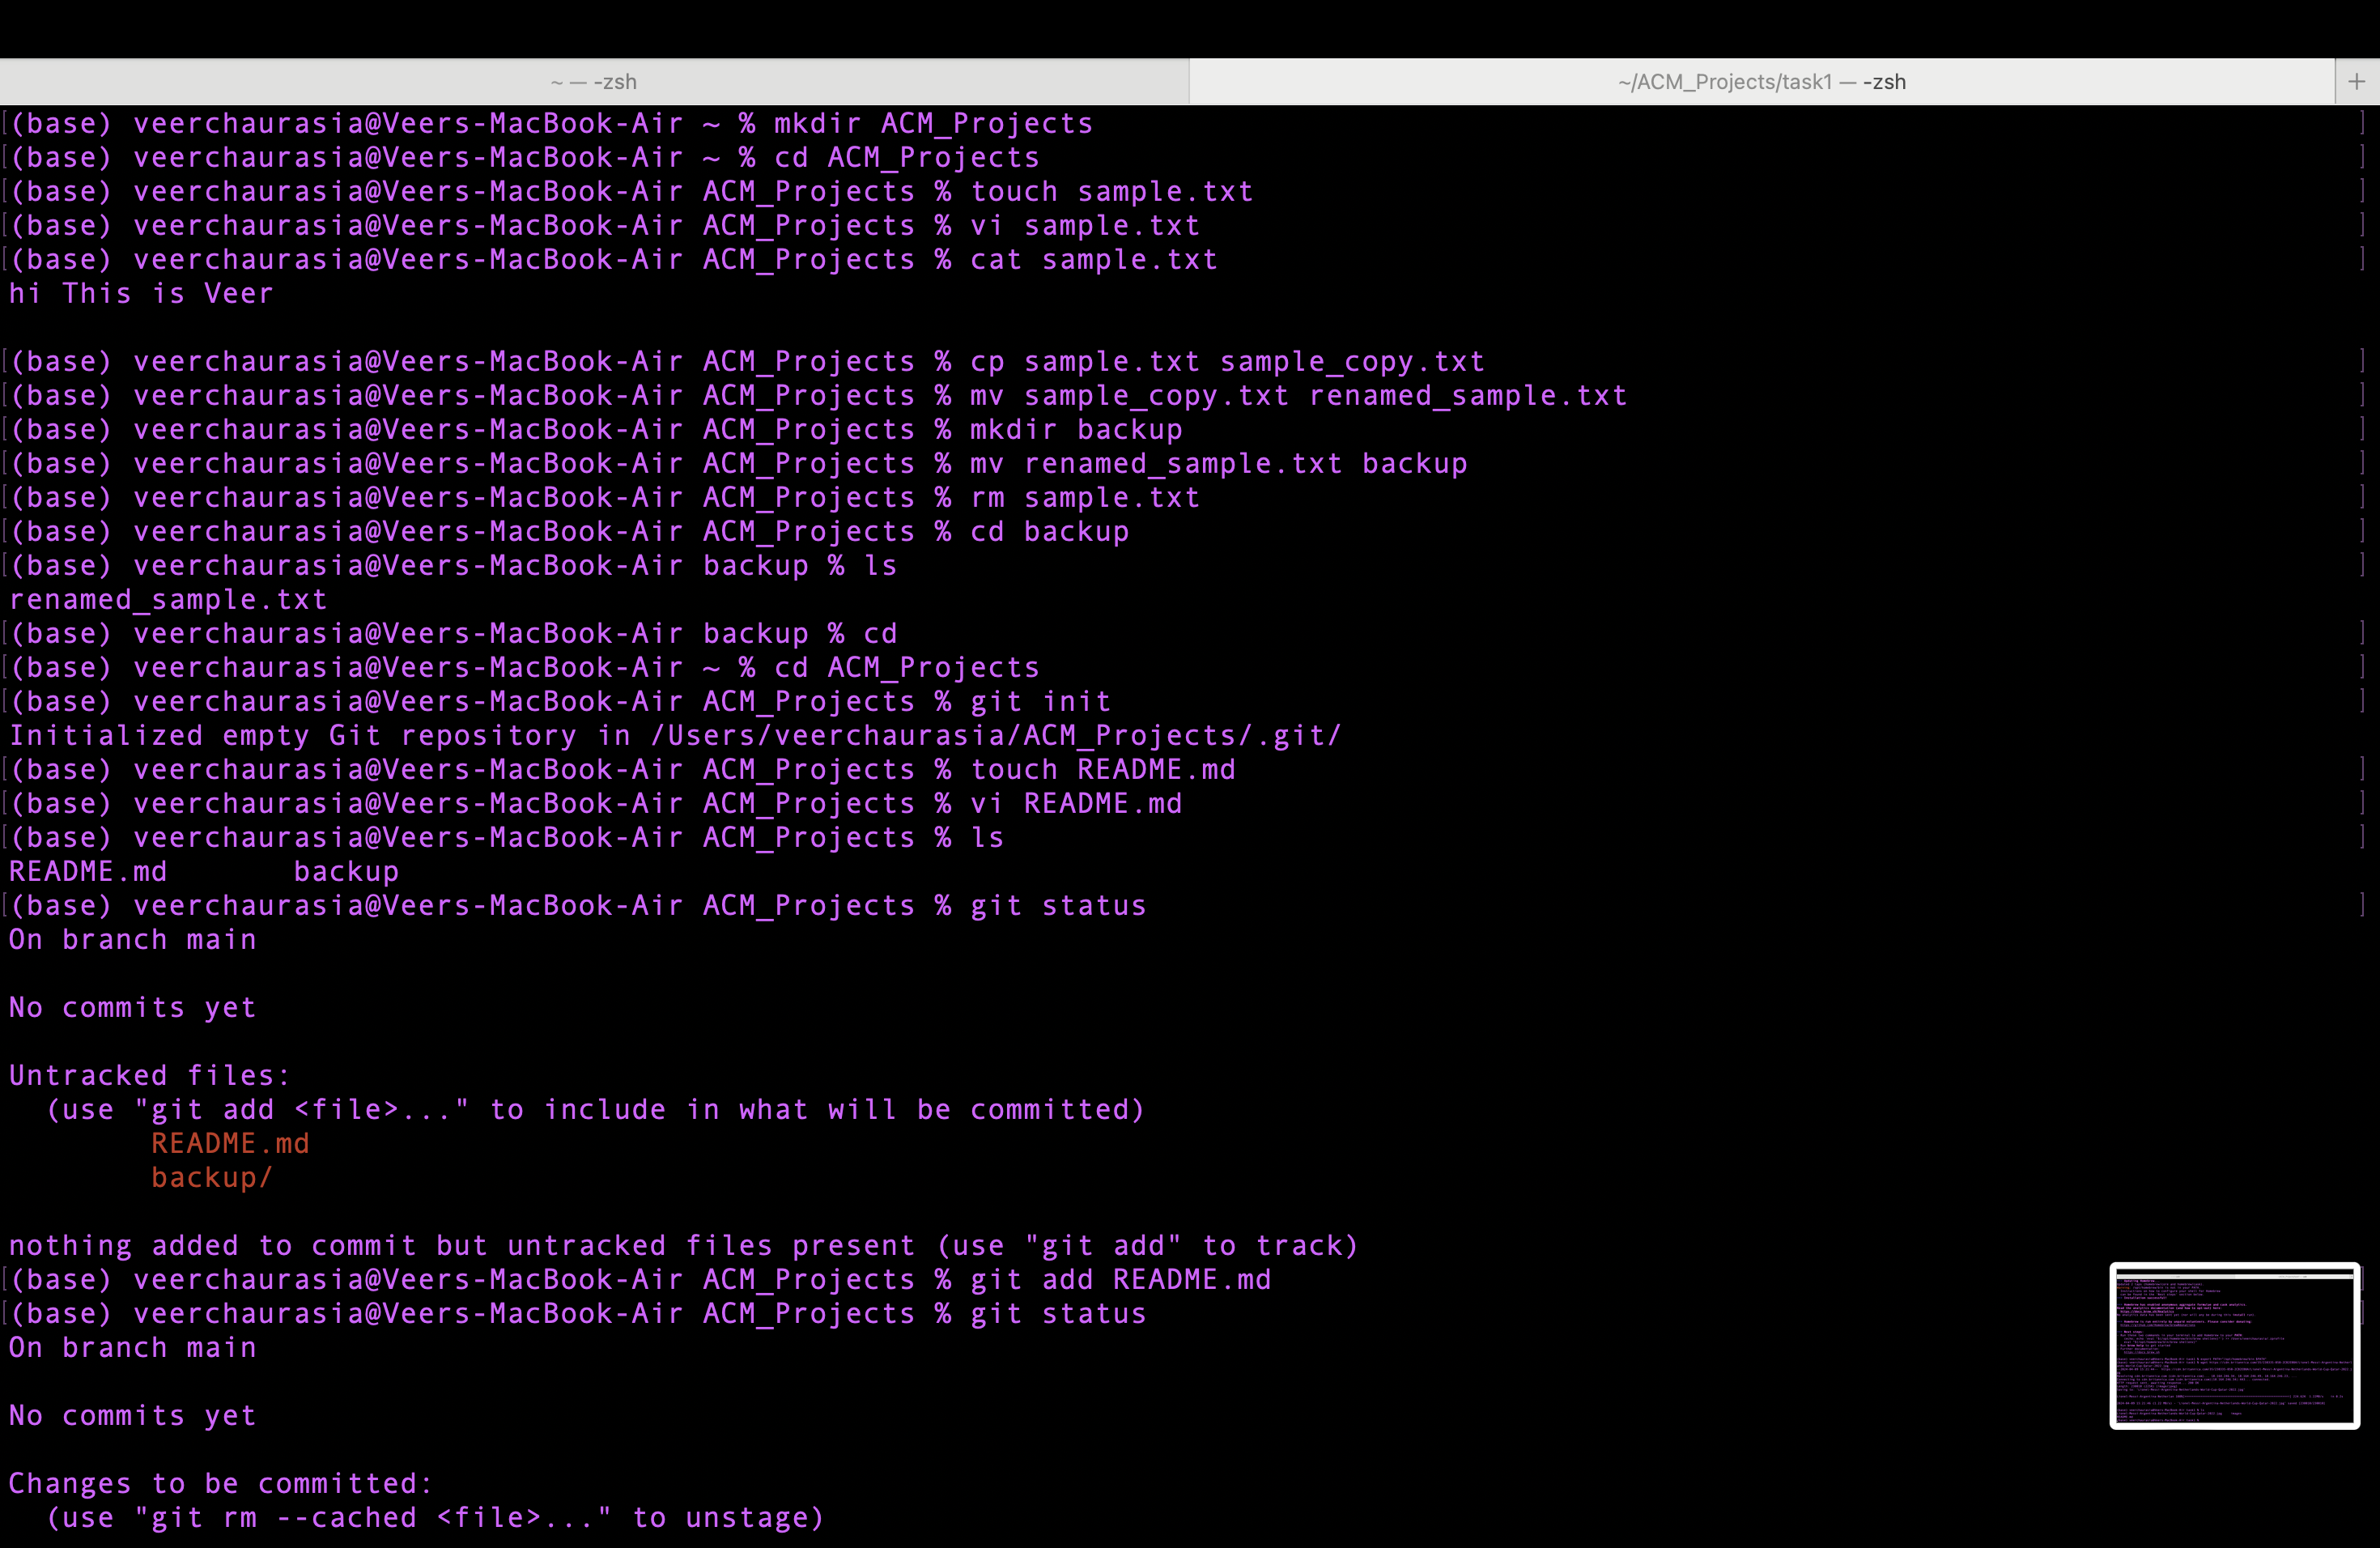 ~ — -zsh
~/ACM_Projects/task1 — -zsh
+
[(base) veerchaurasia@Veers-MacBook-Air ~ % mkdir ACM_Projects ]
[(base) veerchaurasia@Veers-MacBook-Air ~ % cd ACM_Projects ]
[(base) veerchaurasia@Veers-MacBook-Air ACM_Projects % touch sample.txt ]
[(base) veerchaurasia@Veers-MacBook-Air ACM_Projects % vi sample.txt ]
[(base) veerchaurasia@Veers-MacBook-Air ACM_Projects % cat sample.txt ]
hi This is Veer
[(base) veerchaurasia@Veers-MacBook-Air ACM_Projects % cp sample.txt sample_copy.txt ]
[(base) veerchaurasia@Veers-MacBook-Air ACM_Projects % mv sample_copy.txt renamed_sample.txt ]
[(base) veerchaurasia@Veers-MacBook-Air ACM_Projects % mkdir backup ]
[(base) veerchaurasia@Veers-MacBook-Air ACM_Projects % mv renamed_sample.txt backup ]
[(base) veerchaurasia@Veers-MacBook-Air ACM_Projects % rm sample.txt ]
[(base) veerchaurasia@Veers-MacBook-Air ACM_Projects % cd backup ]
[(base) veerchaurasia@Veers-MacBook-Air backup % ls ]
renamed_sample.txt
[(base) veerchaurasia@Veers-MacBook-Air backup % cd ]
[(base) veerchaurasia@Veers-MacBook-Air ~ % cd ACM_Projects ]
[(base) veerchaurasia@Veers-MacBook-Air ACM_Projects % git init ]
Initialized empty Git repository in /Users/veerchaurasia/ACM_Projects/.git/
[(base) veerchaurasia@Veers-MacBook-Air ACM_Projects % touch README.md ]
[(base) veerchaurasia@Veers-MacBook-Air ACM_Projects % vi README.md ]
[(base) veerchaurasia@Veers-MacBook-Air ACM_Projects % ls ]
README.md backup
[(base) veerchaurasia@Veers-MacBook-Air ACM_Projects % git status ]
On branch main
No commits yet
Untracked files:
(use "git add <file>..." to include in what will be committed)
README.md
backup/
nothing added to commit but untracked files present (use "git add" to track)
[(base) veerchaurasia@Veers-MacBook-Air ACM_Projects % git add README.md ]
[(base) veerchaurasia@Veers-MacBook-Air ACM_Projects % git status ]
On branch main
No commits yet
Changes to be committed:
(use "git rm --cached <file>..." to unstage)